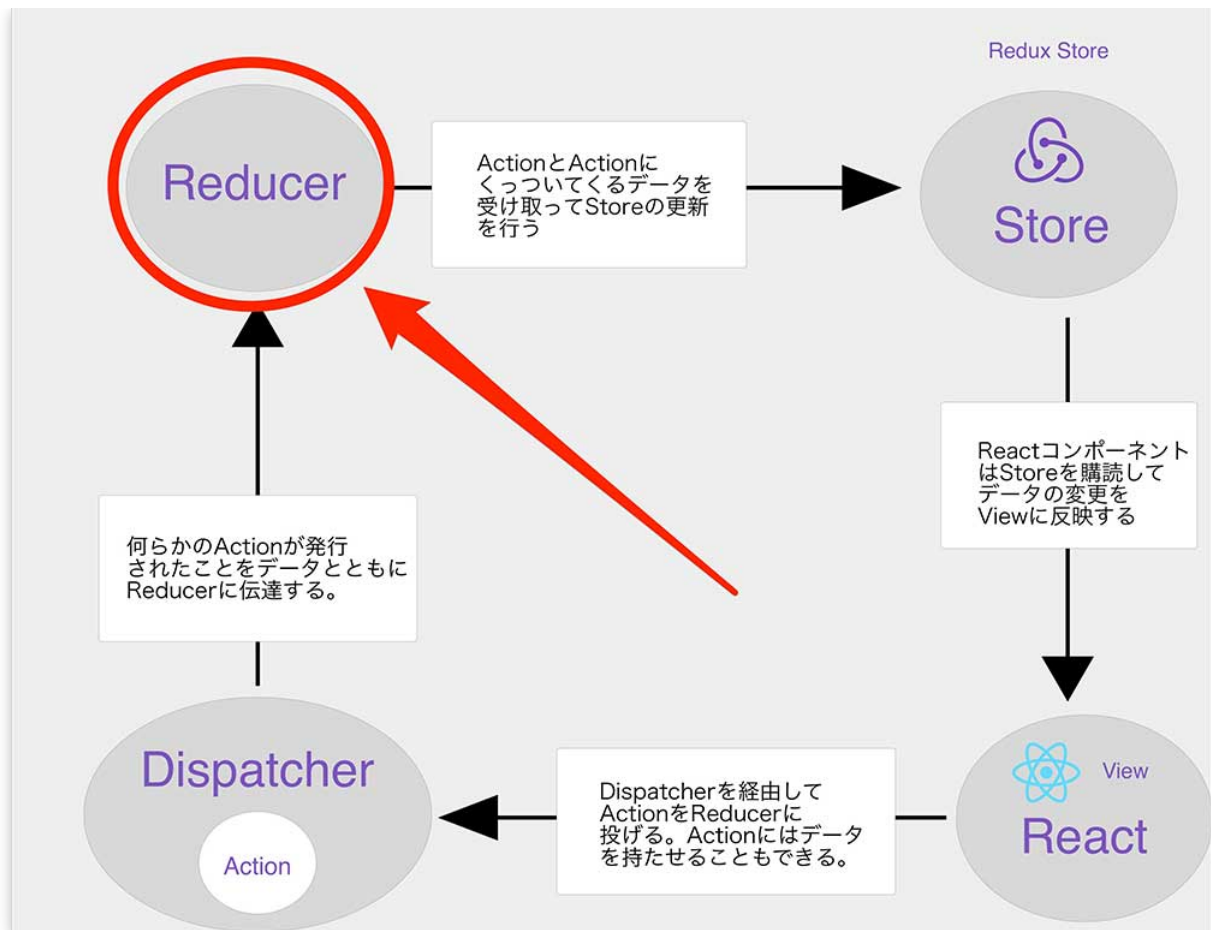 Redux Store
Reducer
ActionとActionに
くっついてくるデータを
受け取ってStoreの更新
を行う
Store
Reactコンポーネント
はStoreを購読して
データの変更を
Viewに反映する
何らかのActionが発行
されたことをデータとともに
Reducerに伝達する。
Dispatcher
Action
Dispatcherを経由して
ActionをReducerに
投げる。Actionにはデータ
を持たせることもできる。
View
React